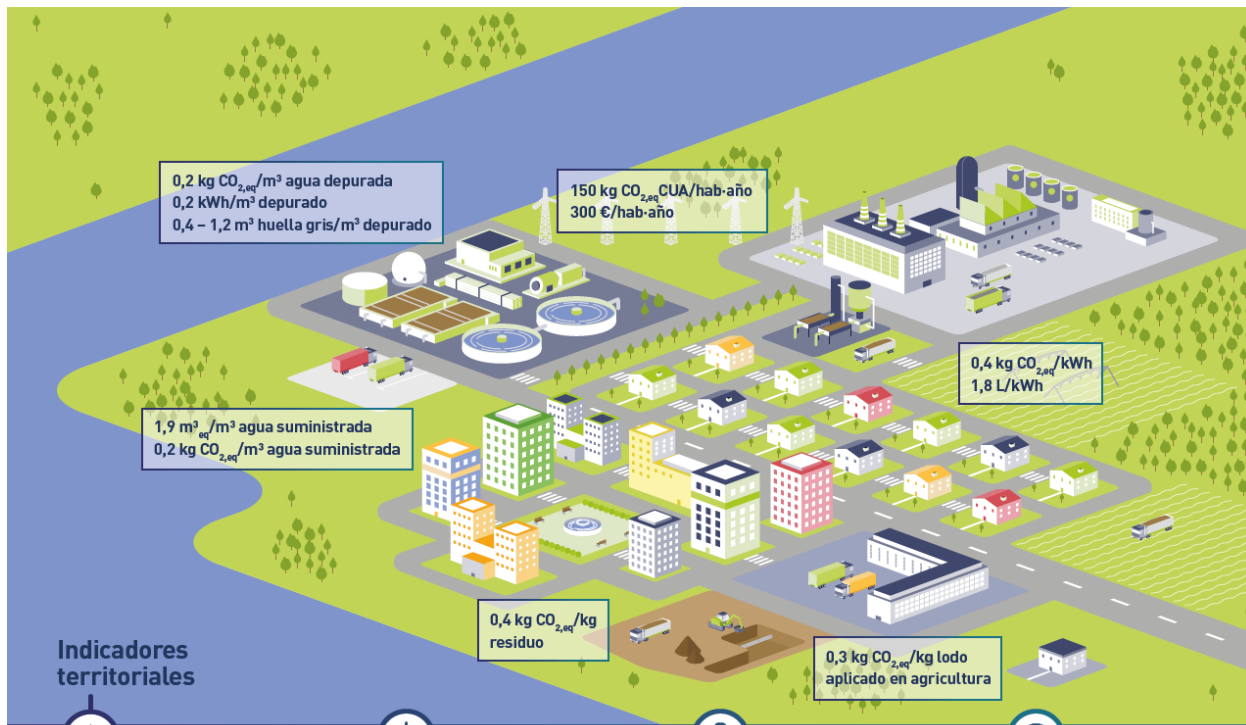 0,2 kg CO2,eq/m³ agua depurada
0,2 kWh/m³ depurado
0,4 – 1,2 m³ huella gris/m³ depurado
150 kg CO2,eq CUA/hab·año
300 €/hab·año
0,4 kg CO2,eq/kWh
1,8 L/kWh
1,9 m³eq/m³ agua suministrada
0,2 kg CO2,eq/m³ agua suministrada
0,4 kg CO2,eq/kg
residuo
0,3 kg CO2,eq/kg lodo
aplicado en agricultura
Indicadores
territoriales